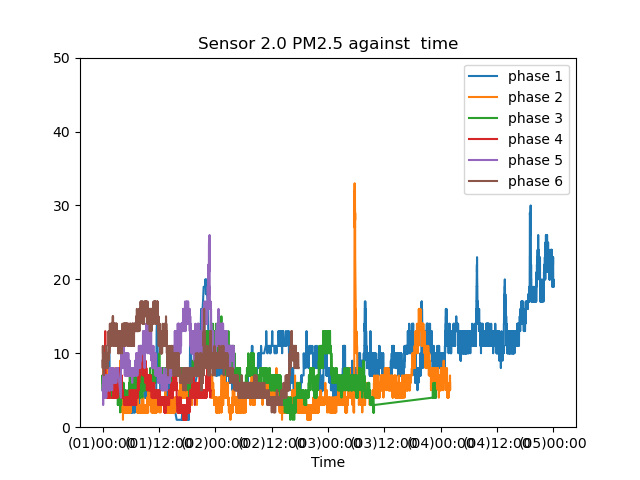 Sensor 2.0 PM2.5 against  time
50
40
30
20
10
0
phase 1
phase 2
phase 3
phase 4
phase 5
phase 6
(01)00:00 (01)12:00 (02)00:00 (02)12:00 (03)00:00 (03)12:00 (04)00:00 (04)12:00 (05)00:00
Time